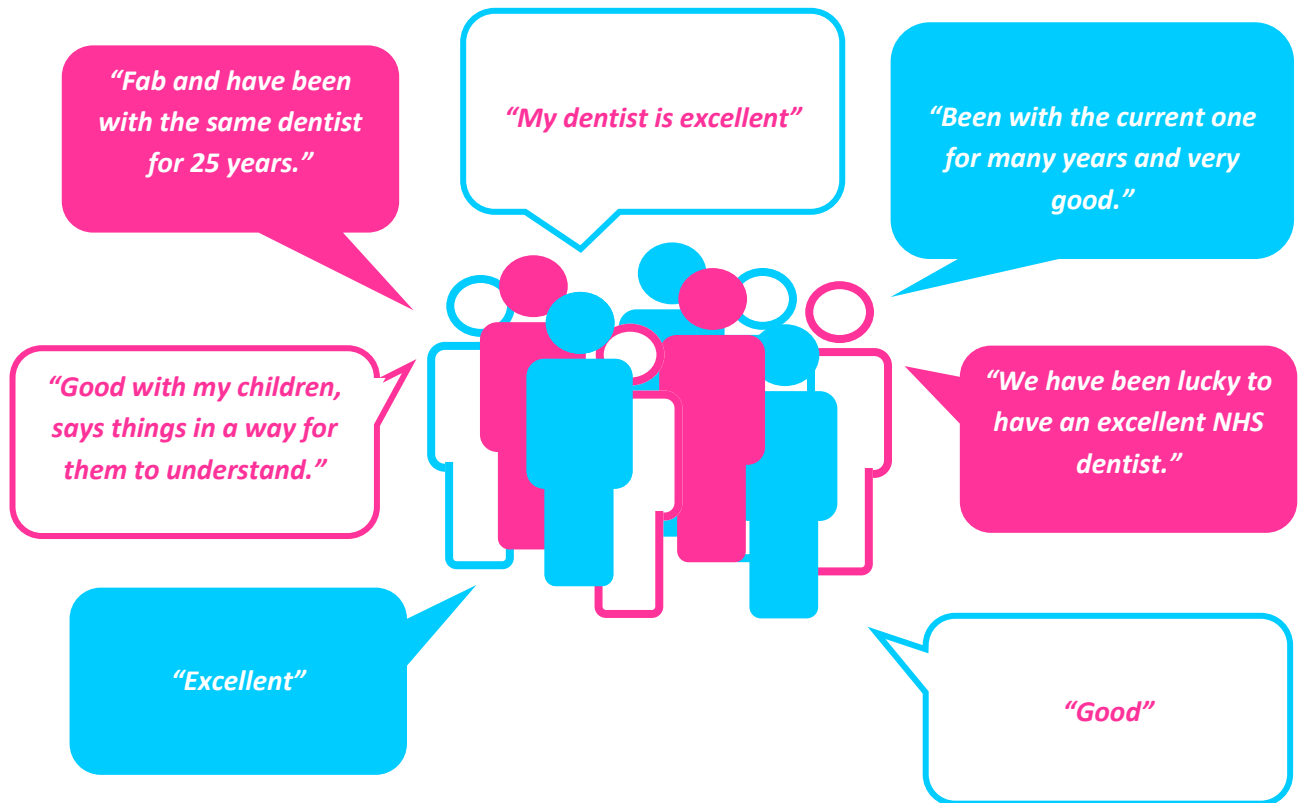 “Fab and have been
with the same dentist
for 25 years.”
“My dentist is excellent”
“Been with the current one
for many years and very
good.”
“Good with my children,
says things in a way for
them to understand.”
“We have been lucky to
have an excellent NHS
dentist.”
“Excellent”
“Good”